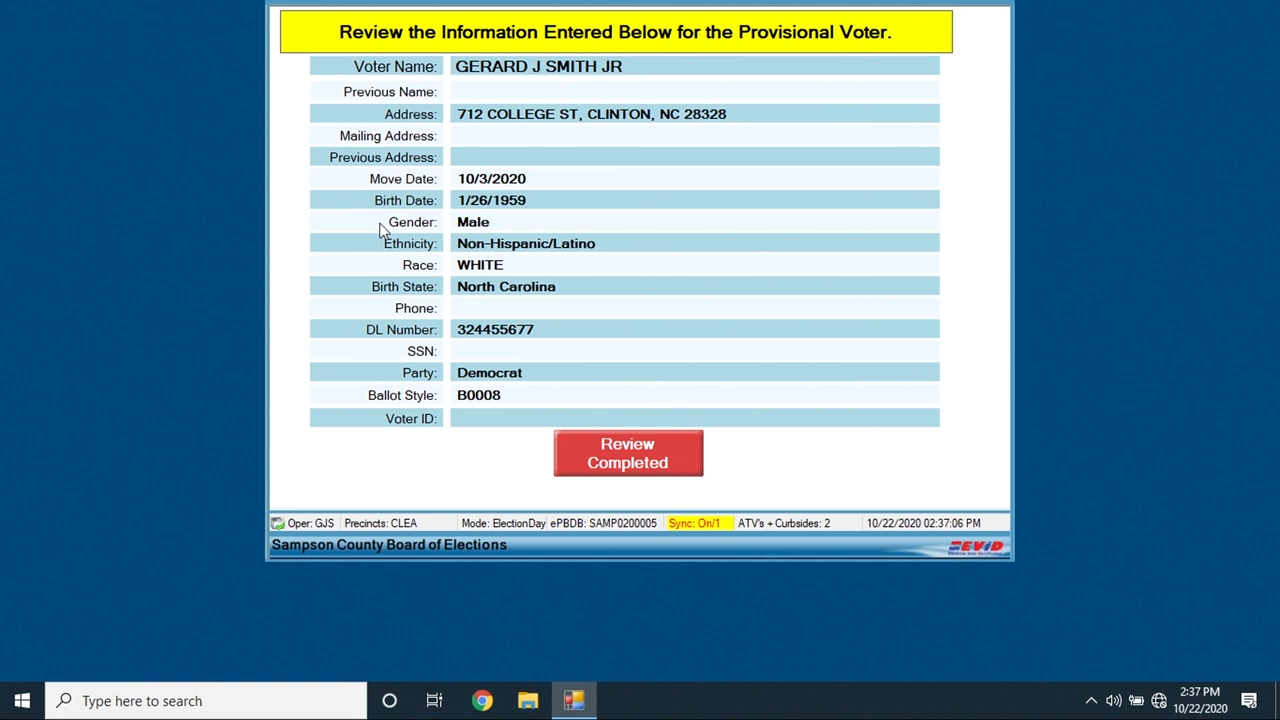 Review the Information Entered Below for the Provisional Voter.
Voter Name: GERARD J SMITH JR
Previous Name:
Address: 712 COLLEGE ST, CLINTON, NC 28328
Mailing Address:
Previous Address:
Move Date: 10/3/2020
Birth Date: 1/26/1959
Gender: Male
Ethnicity: Non-Hispanic/Latino
Race: WHITE
Birth State: North Carolina
Phone:
DL Number: 324455677
SSN:
Party: Democrat
Ballot Style: B0008
Voter ID:
Review
Completed
Oper: GJS Precincts: CLEA Mode: ElectionDay ePBDB: SAMP0200005 Sync: On/1 ATV's + Curbsides: 2 10/22/2020 02:37:06 PM
Sampson County Board of Elections EViD
Type here to search
2:37 PM
10/22/2020